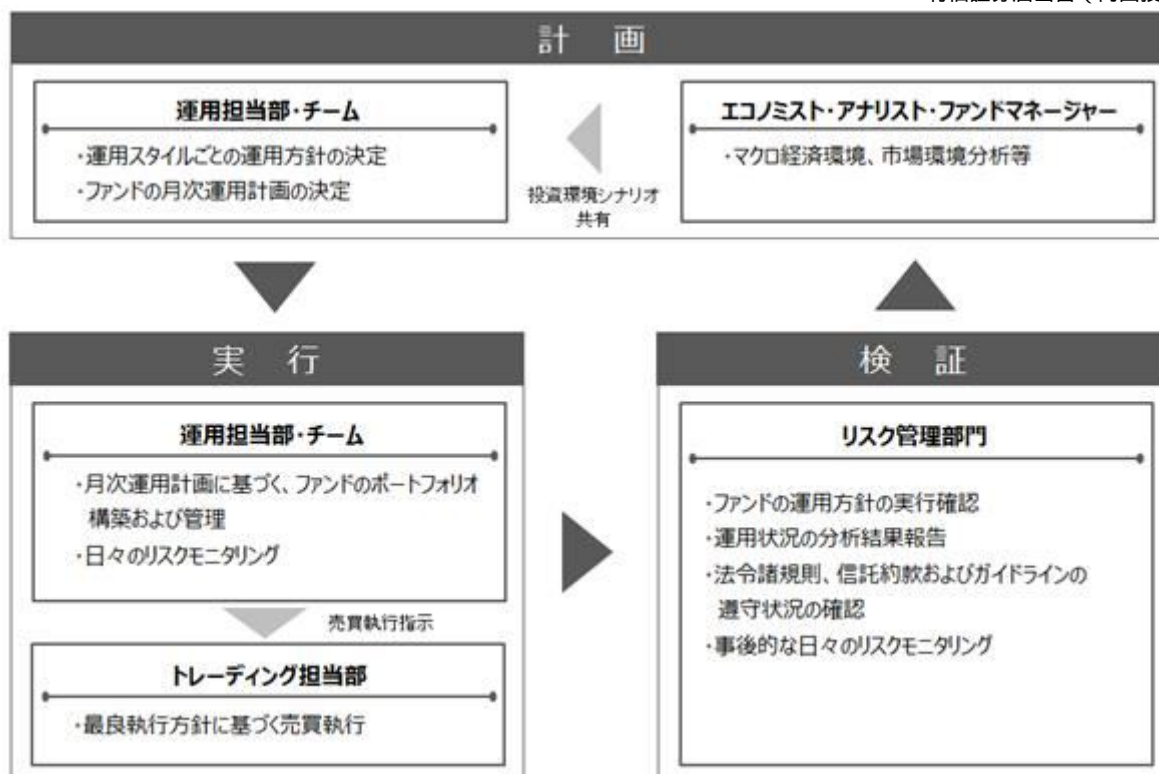 計 画
運用担当部・チーム
・運用スタイルごとの運用方針の決定
・ファンドの月次運用計画の決定
投資環境シナリオ
共有
エコノミスト・アナリスト・ファンドマネージャー
・マクロ経済環境、市場環境分析等
実 行
運用担当部・チーム
・月次運用計画に基づく、ファンドのポートフォリオ
構築および管理
・日々のリスクモニタリング
売買執行指示
トレーディング担当部
・最良執行方針に基づく売買執行
検 証
リスク管理部門
・ファンドの運用方針の実行確認
・運用状況の分析結果報告
・法令諸規則、信託約款およびガイドラインの
遵守状況の確認
・事後的な日々のリスクモニタリング